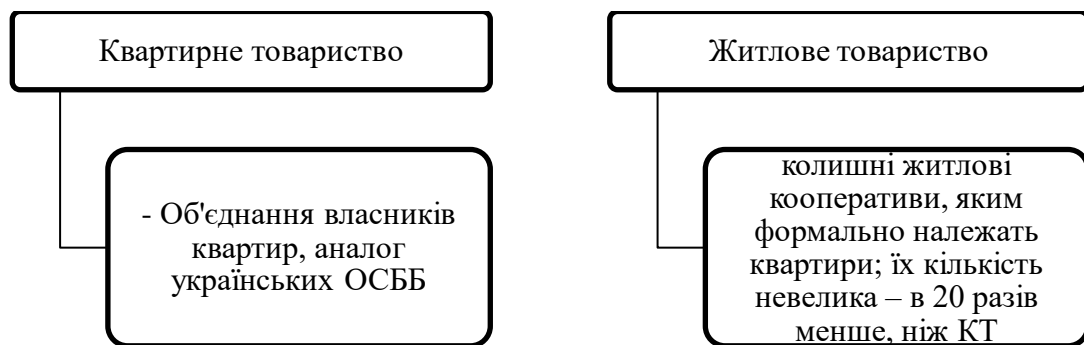 Квартирне товариство
- Об'єднання власників
квартир, аналог
українських ОСББ
Житлове товариство
колишні житлові
кооперативи, яким
формально належать
квартири; їх кількість
невелика – в 20 разів
менше, ніж КТ